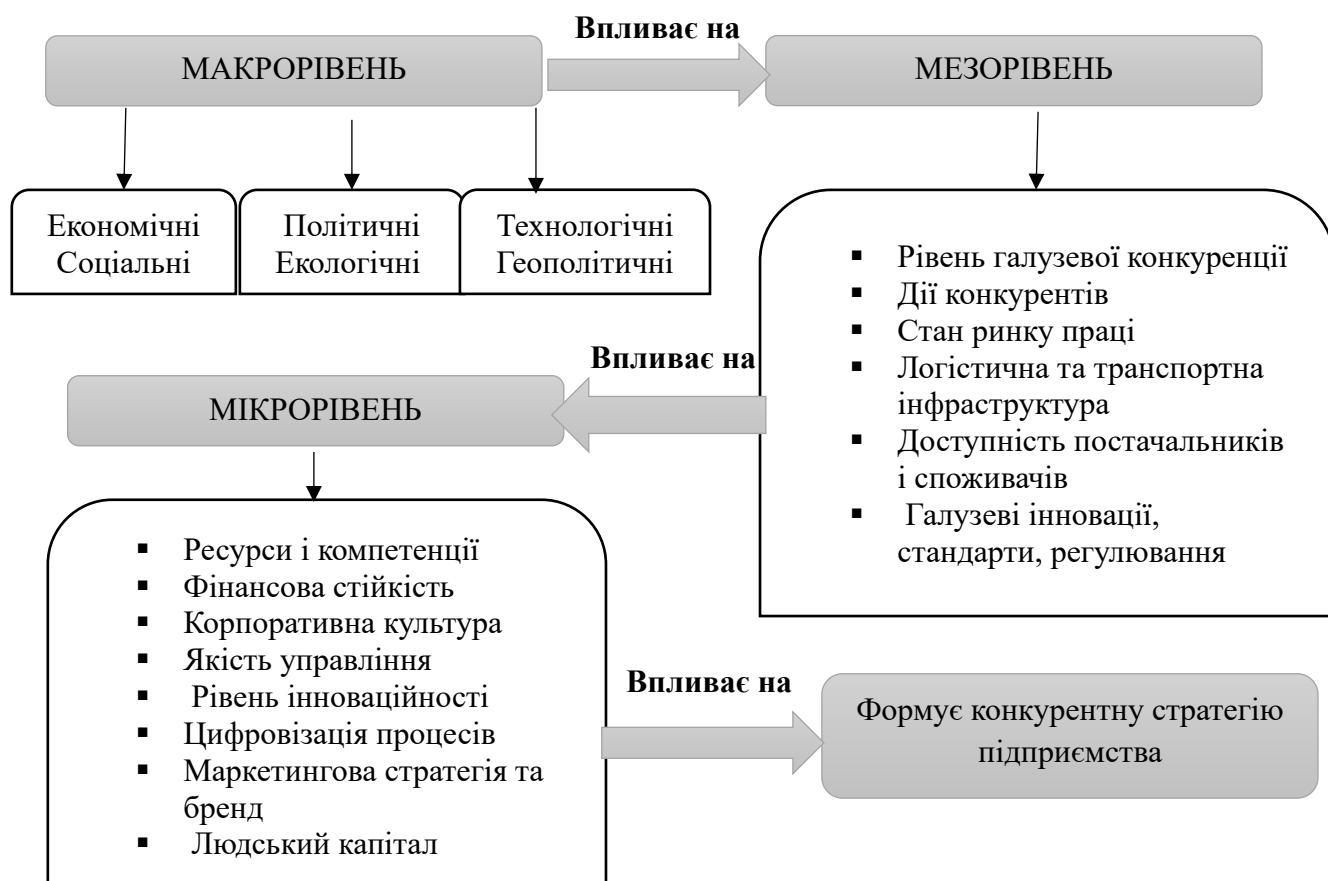 Впливає на
МАКРОРІВЕНЬ
МЕЗОРІВЕНЬ
Економічні
Соціальні
Політичні
Екологічні
Технологічні
Геополітичні
▪ Рівень галузевої конкуренції
▪ Дії конкурентів
▪ Стан ринку праці
▪ Логістична та транспортна
інфраструктура
▪ Доступність постачальників
і споживачів
▪ Галузеві інновації,
стандарти, регулювання
Впливає на
МІКРОРІВЕНЬ
▪ Ресурси і компетенції
▪ Фінансова стійкість
▪ Корпоративна культура
▪ Якість управління
▪ Рівень інноваційності
▪ Цифровізація процесів
▪ Маркетингова стратегія та
бренд
▪ Людський капітал
Впливає на
Формує конкурентну стратегію
підприємства